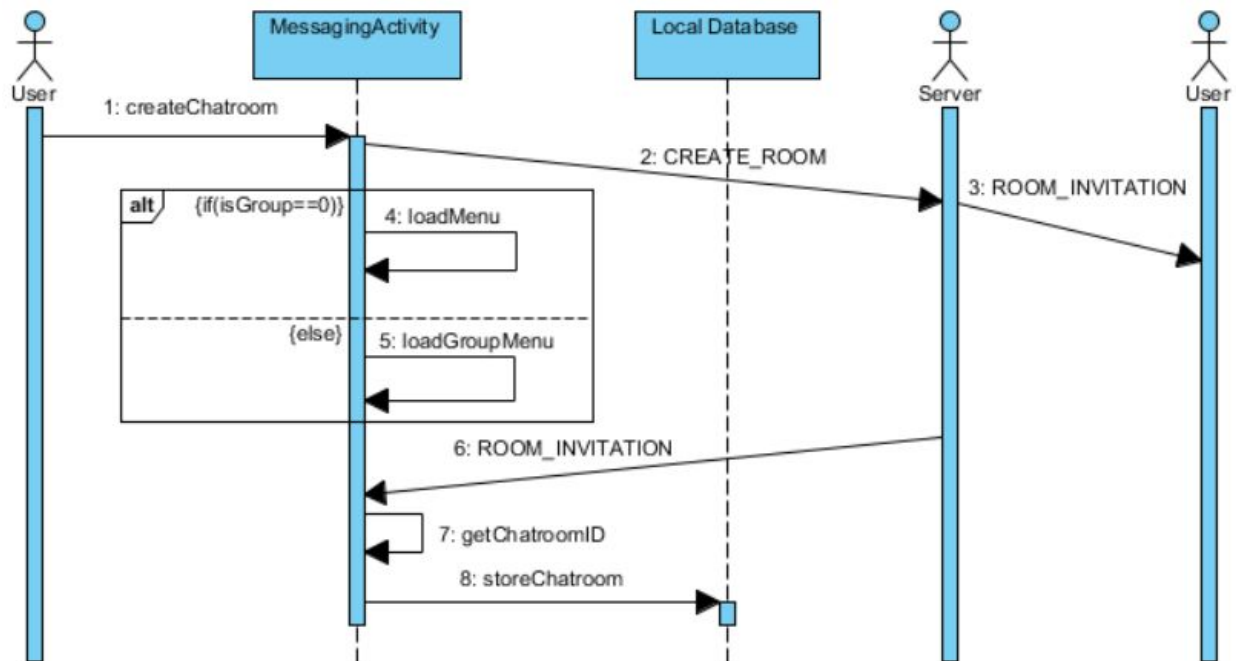 MessagingActivity
Local Database
User
Server
User
1: createChatroom
2: CREATE_ROOM
3: ROOM_INVITATION
alt
{if(isGroup==0)}
4: loadMenu
{else}
5: loadGroupMenu
6: ROOM_INVITATION
7: getChatroomID
8: storeChatroom